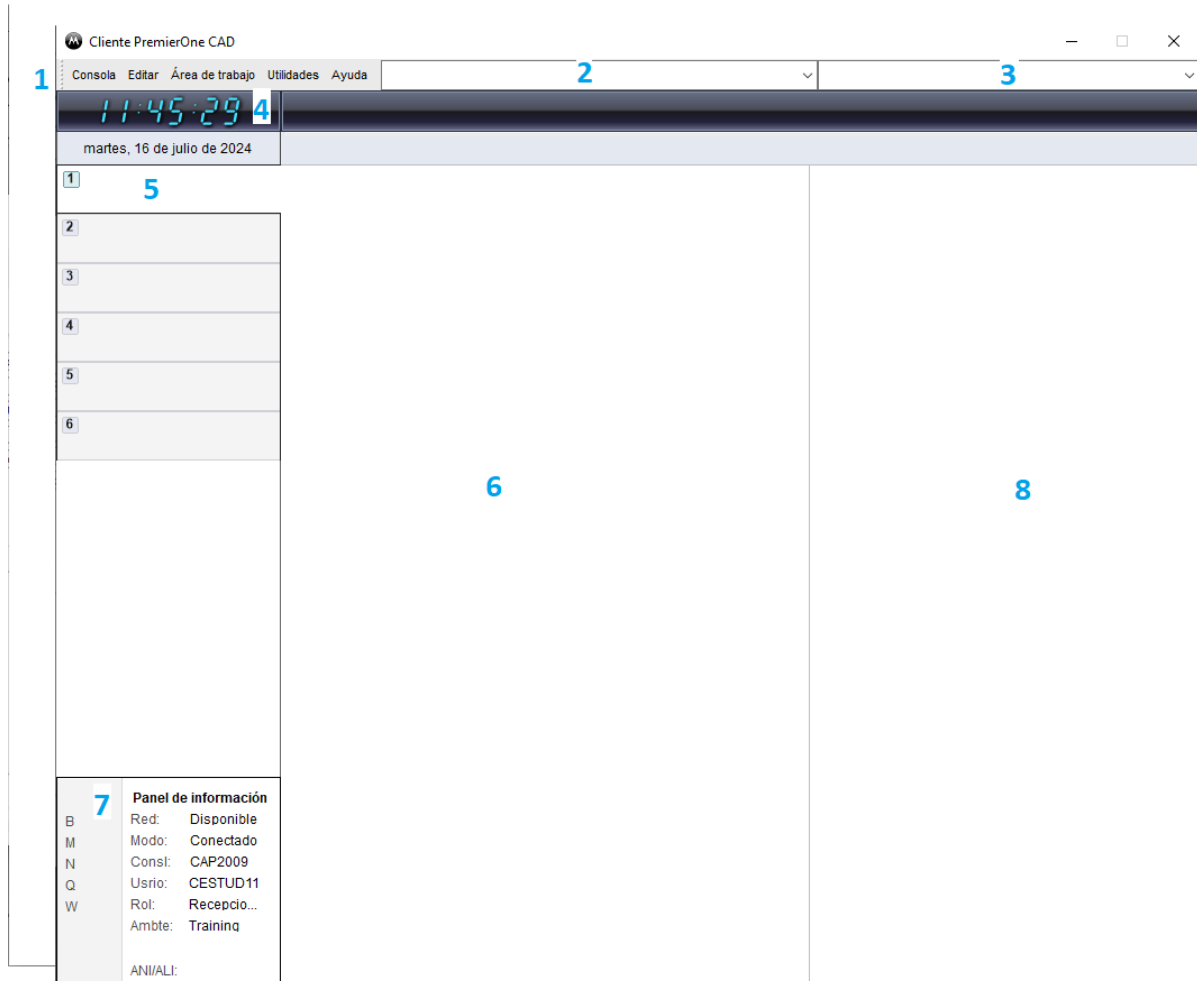 Cliente PremierOne CAD
1 Consola Editar Área de trabajo Utilidades Ayuda 2 3
11:45:29 4
martes, 16 de julio de 2024
1 5
2
3
4
5
6
6 8
7 Panel de información
B Red: Disponible
M Modo: Conectado
N Consl: CAP2009
Q Usrio: CESTUD11
W Rol: Recepcio...
Ambte: Training
ANI/ALI: